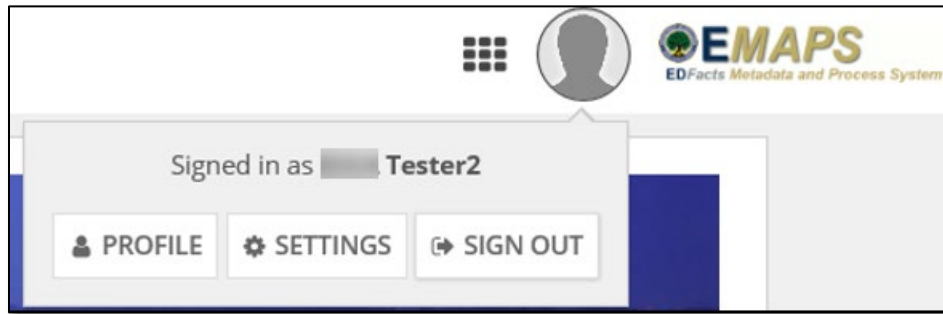 EMAPS
EDFacts Metadata and Process System
Signed in as Tester2
PROFILE SETTINGS SIGN OUT